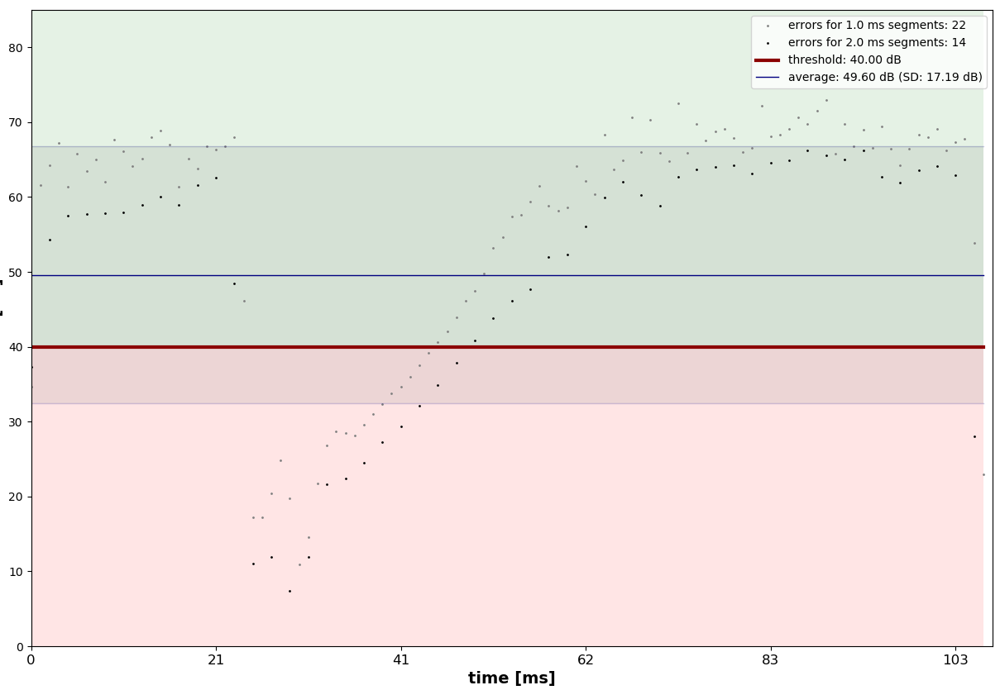 errors for 1.0 ms segments: 22
errors for 2.0 ms segments: 14
threshold: 40.00 dB
average: 49.60 dB (SD: 17.19 dB)
80
70
60
50
40
30
20
10
0
0 21 41 62 83 103
time [ms]